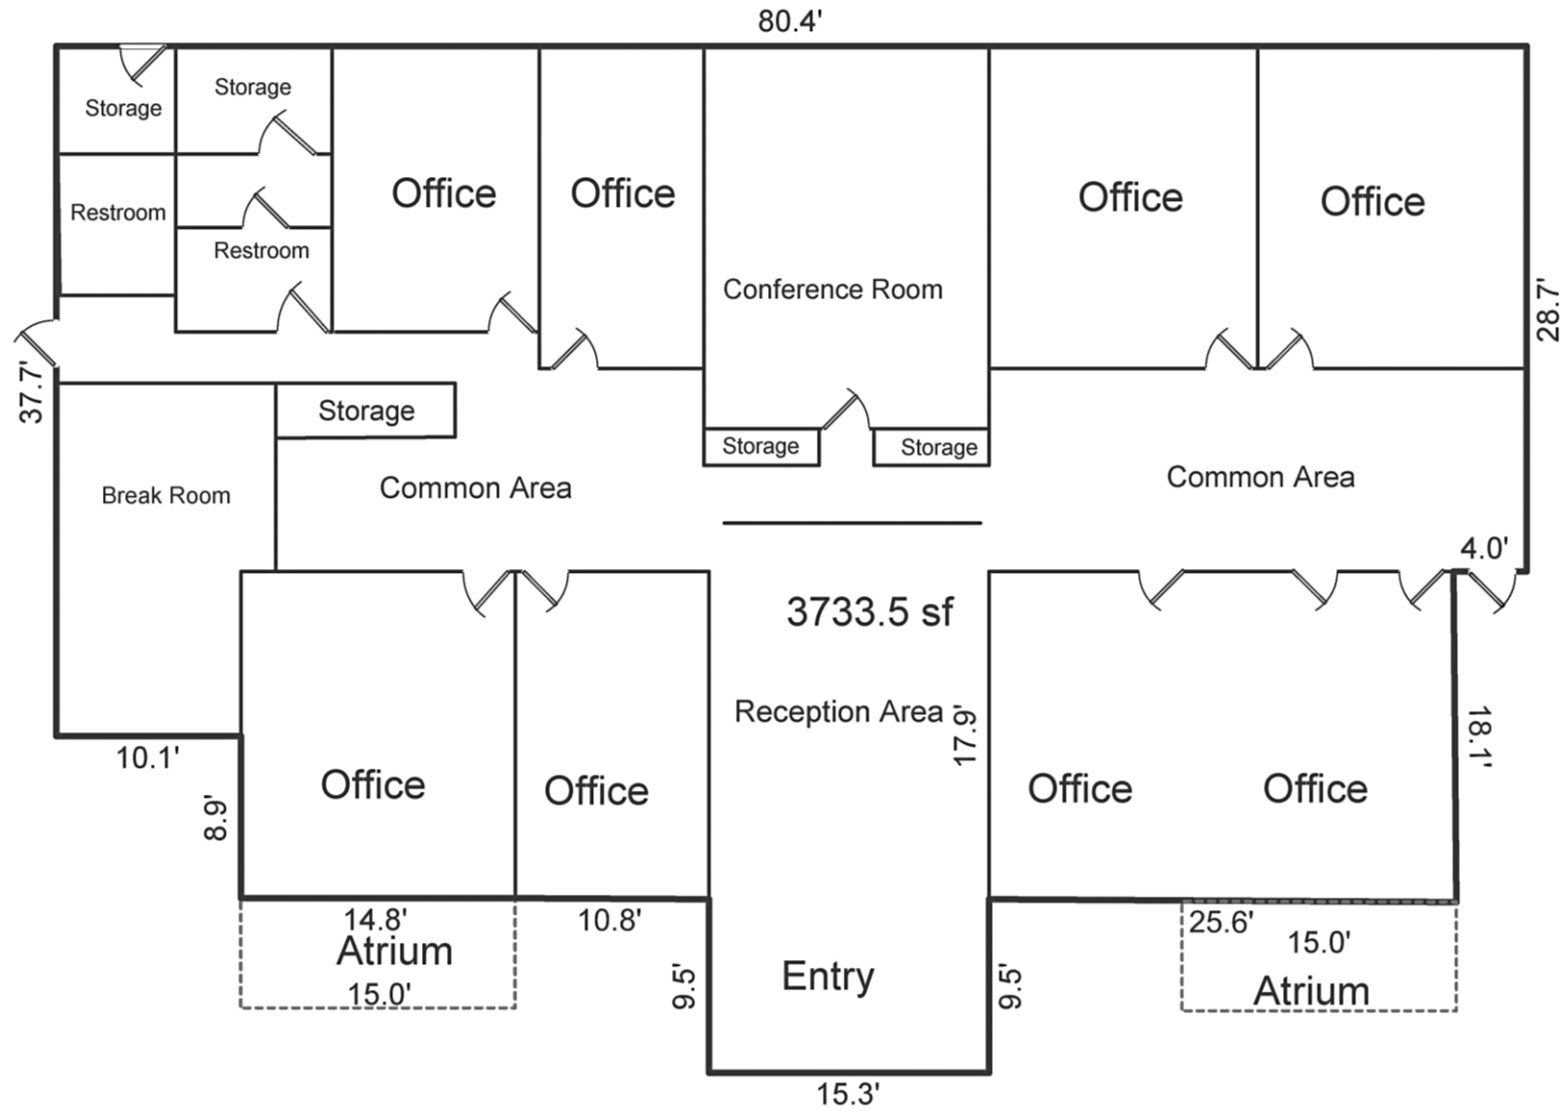 80.4'
Storage
Storage
Office
Office
Office
Office
Restroom
Restroom
Conference Room
28.7'
37.7'
Storage
Storage
Storage
Break Room
Common Area
Common Area
4.0'
3733.5 sf
Reception Area
17.9'
18.1'
10.1'
Office
Office
Office
Office
8.9'
14.8'
10.8'
25.6'
Atrium
15.0'
15.0'
Atrium
9.5'
Entry
9.5'
15.3'